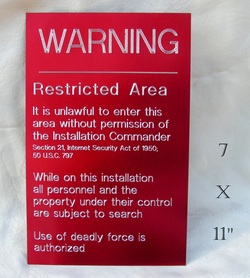 WARNING
Restricted Area
It is unlawful to enter this
area without permission of
the Installation Commander
Section 21, Internet Security Act of 1950;
50 U.S.C. 797
While on this installation
all personnel and the
property under their control
are subject to search
Use of deadly force is
authorized
7
X
11"